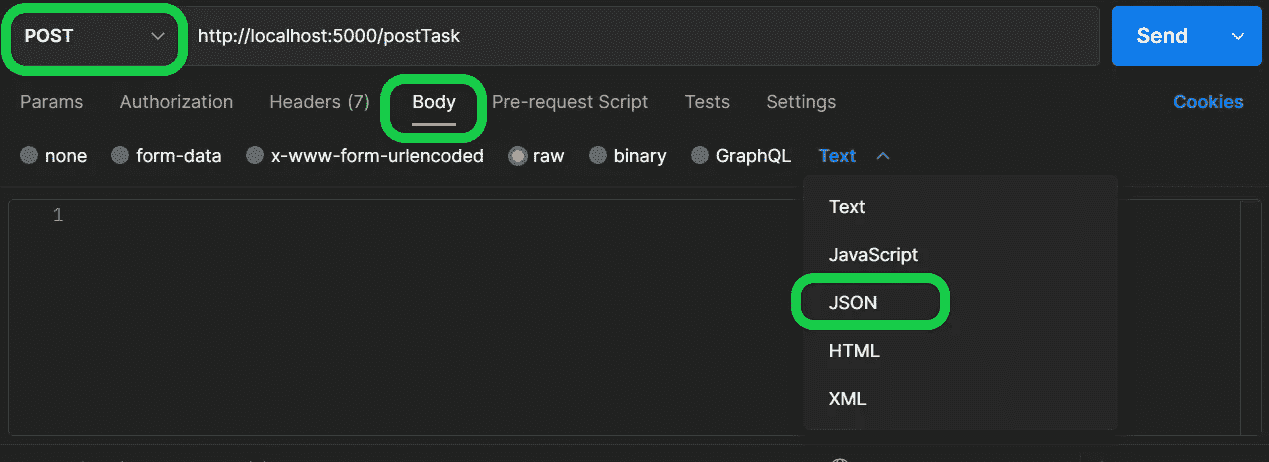 POST http://localhost:5000/postTask Send
Params Authorization Headers (7) Body Pre-request Script Tests Settings Cookies
none form-data x-www-form-urlencoded raw binary GraphQL Text
1
Text
JavaScript
JSON
HTML
XML